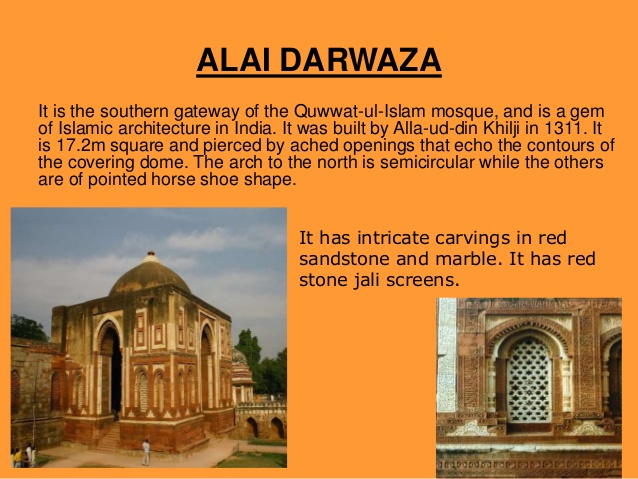 ALAI DARWAZA
It is the southern gateway of the Quwwat-ul-Islam mosque, and is a gem
of Islamic architecture in India. It was built by Alla-ud-din Khilji in 1311. It
is 17.2m square and pierced by ached openings that echo the contours of
the covering dome. The arch to the north is semicircular while the others
are of pointed horse shoe shape.
It has intricate carvings in red
sandstone and marble. It has red
stone jali screens.